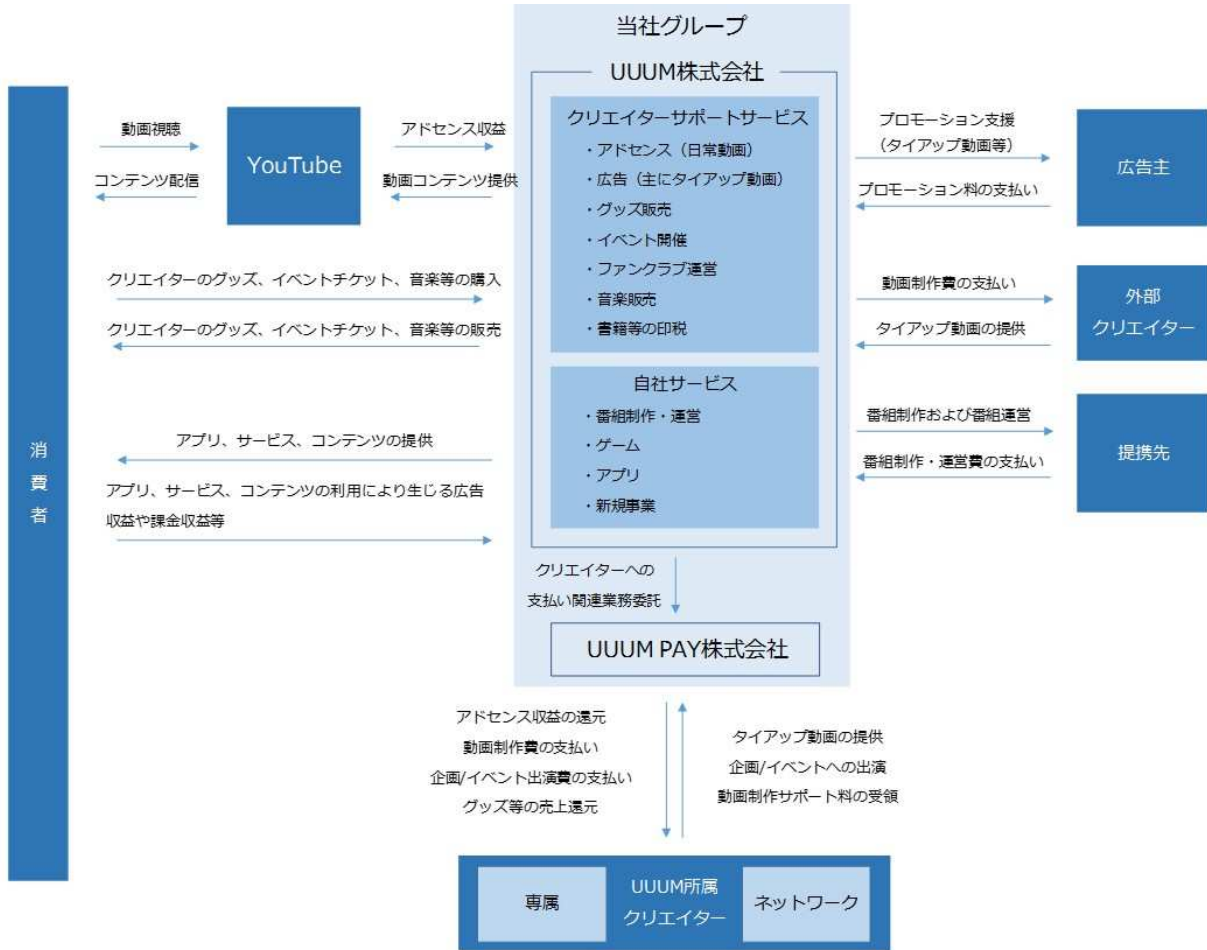 当社グループ
UUUM株式会社
クリエイターサポートサービス
・アドセンス（日常動画）
・広告（主にタイアップ動画）
・グッズ販売
・イベント開催
・ファンクラブ運営
・音楽販売
・書籍等の印税
自社サービス
・番組制作・運営
・ゲーム
・アプリ
・新規事業
消
費
者
動画視聴
コンテンツ配信
YouTube
アドセンス収益
動画コンテンツ提供
クリエイターのグッズ、イベントチケット、音楽等の購入
クリエイターのグッズ、イベントチケット、音楽等の販売
アプリ、サービス、コンテンツの提供
アプリ、サービス、コンテンツの利用により生じる広告
収益や課金収益等
プロモーション支援
（タイアップ動画等）
プロモーション料の支払い
広告主
動画制作費の支払い
タイアップ動画の提供
外部
クリエイター
番組制作および番組運営
番組制作・運営費の支払い
提携先
クリエイターへの
支払い関連業務委託
UUUM PAY株式会社
アドセンス収益の還元
動画制作費の支払い
企画/イベント出演費の支払い
グッズ等の売上還元
タイアップ動画の提供
企画/イベントへの出演
動画制作サポート料の受領
専属
UUUM所属
クリエイター
ネットワーク